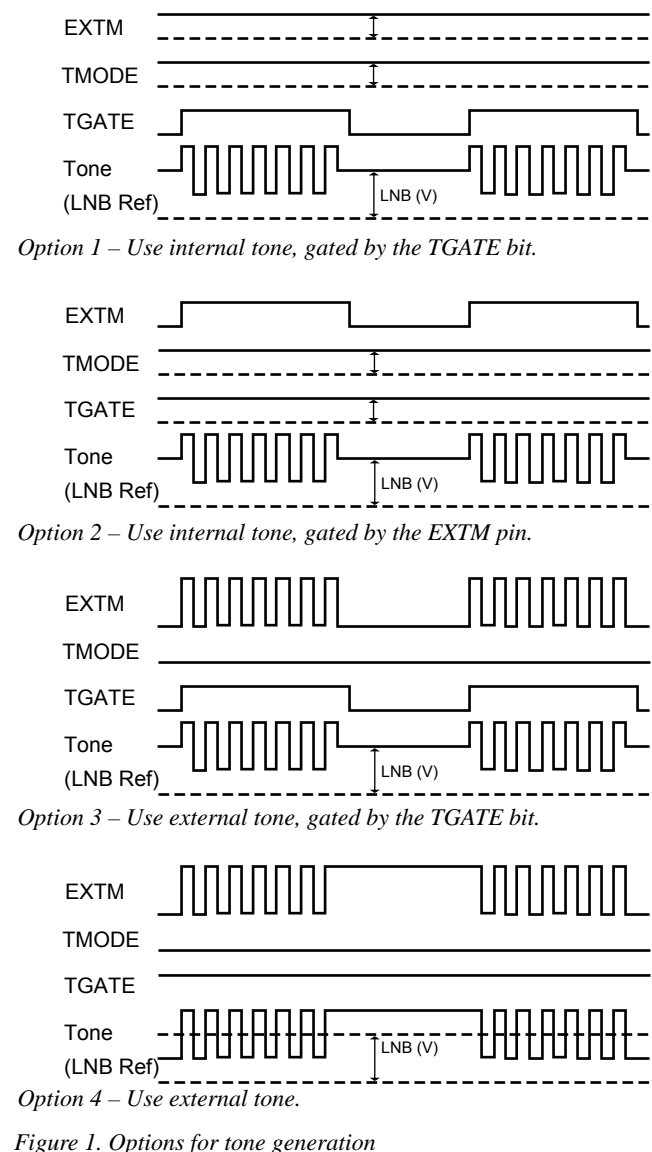 EXTM
TMODE
TGATE
Tone
(LNB Ref)
LNB (V)
Option 1 – Use internal tone, gated by the TGATE bit.
EXTM
TMODE
TGATE
Tone
(LNB Ref)
LNB (V)
Option 2 – Use internal tone, gated by the EXTM pin.
EXTM
TMODE
TGATE
Tone
(LNB Ref)
LNB (V)
Option 3 – Use external tone, gated by the TGATE bit.
EXTM
TMODE
TGATE
Tone
(LNB Ref)
LNB (V)
Option 4 – Use external tone.
Figure 1. Options for tone generation